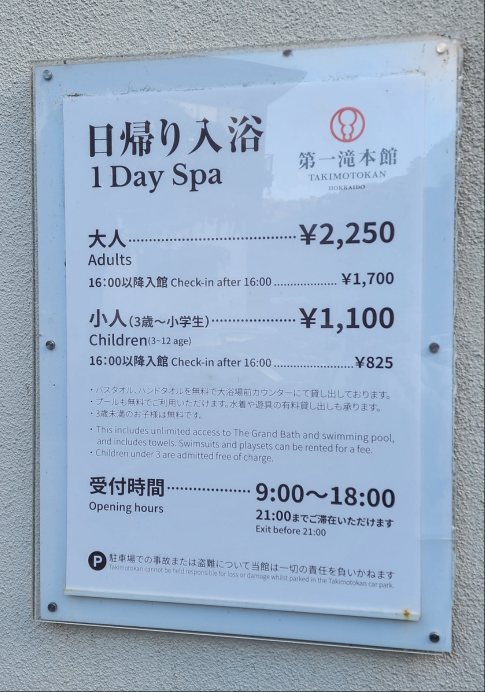 日帰り入浴
1 Day Spa
第一滝本館
TAKIMOTOKAN
HOKKAIDO
大人……………………………¥2,250
Adults
16:00以降入館 Check-in after 16:00 ..................... ¥1,700
小人(3歳〜小学生)………………¥1,100
Children(3-12 age)
16:00以降入館 Check-in after 16:00 ..........................¥825
・バスタオル、ハンドタオルを無料で大浴場前カウンターにて貸し出しております。
・プールも無料でご利用いただけます。水着や遊具の有料貸し出しも承ります。
・3歳未満のお子様は無料です。
・This includes unlimited access to The Grand Bath and swimming pool,
and includes towels. Swimsuits and playsets can be rented for a fee.
・Children under 3 are admitted free of charge.
受付時間………………9:00〜18:00
Opening hours
21:00までご滞在いただけます
Exit before 21:00
P 駐車場での事故または盗難について当館は一切の責任を負いかねます
Takimotokan cannot be held responsible for loss or damage whilst parked in the Takimotokan car park.